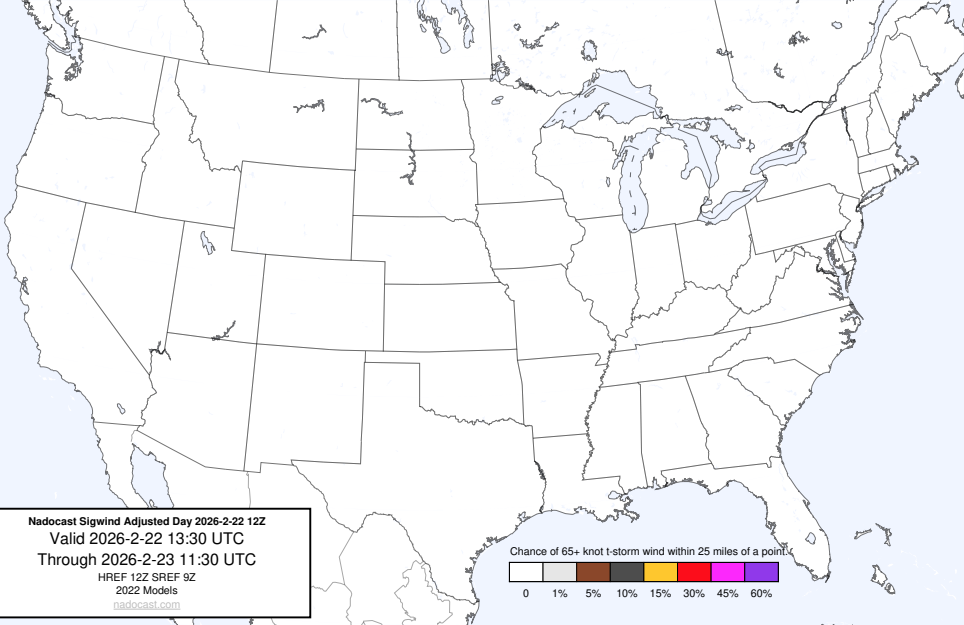 Nadocast Sigwind Adjusted Day 2026-2-22 12Z
Valid 2026-2-22 13:30 UTC
Through 2026-2-23 11:30 UTC
HREF 12Z SREF 9Z
2022 Models
nadocast.com
Chance of 65+ knot t-storm wind within 25 miles of a point.
0 1% 5% 10% 15% 30% 45% 60%